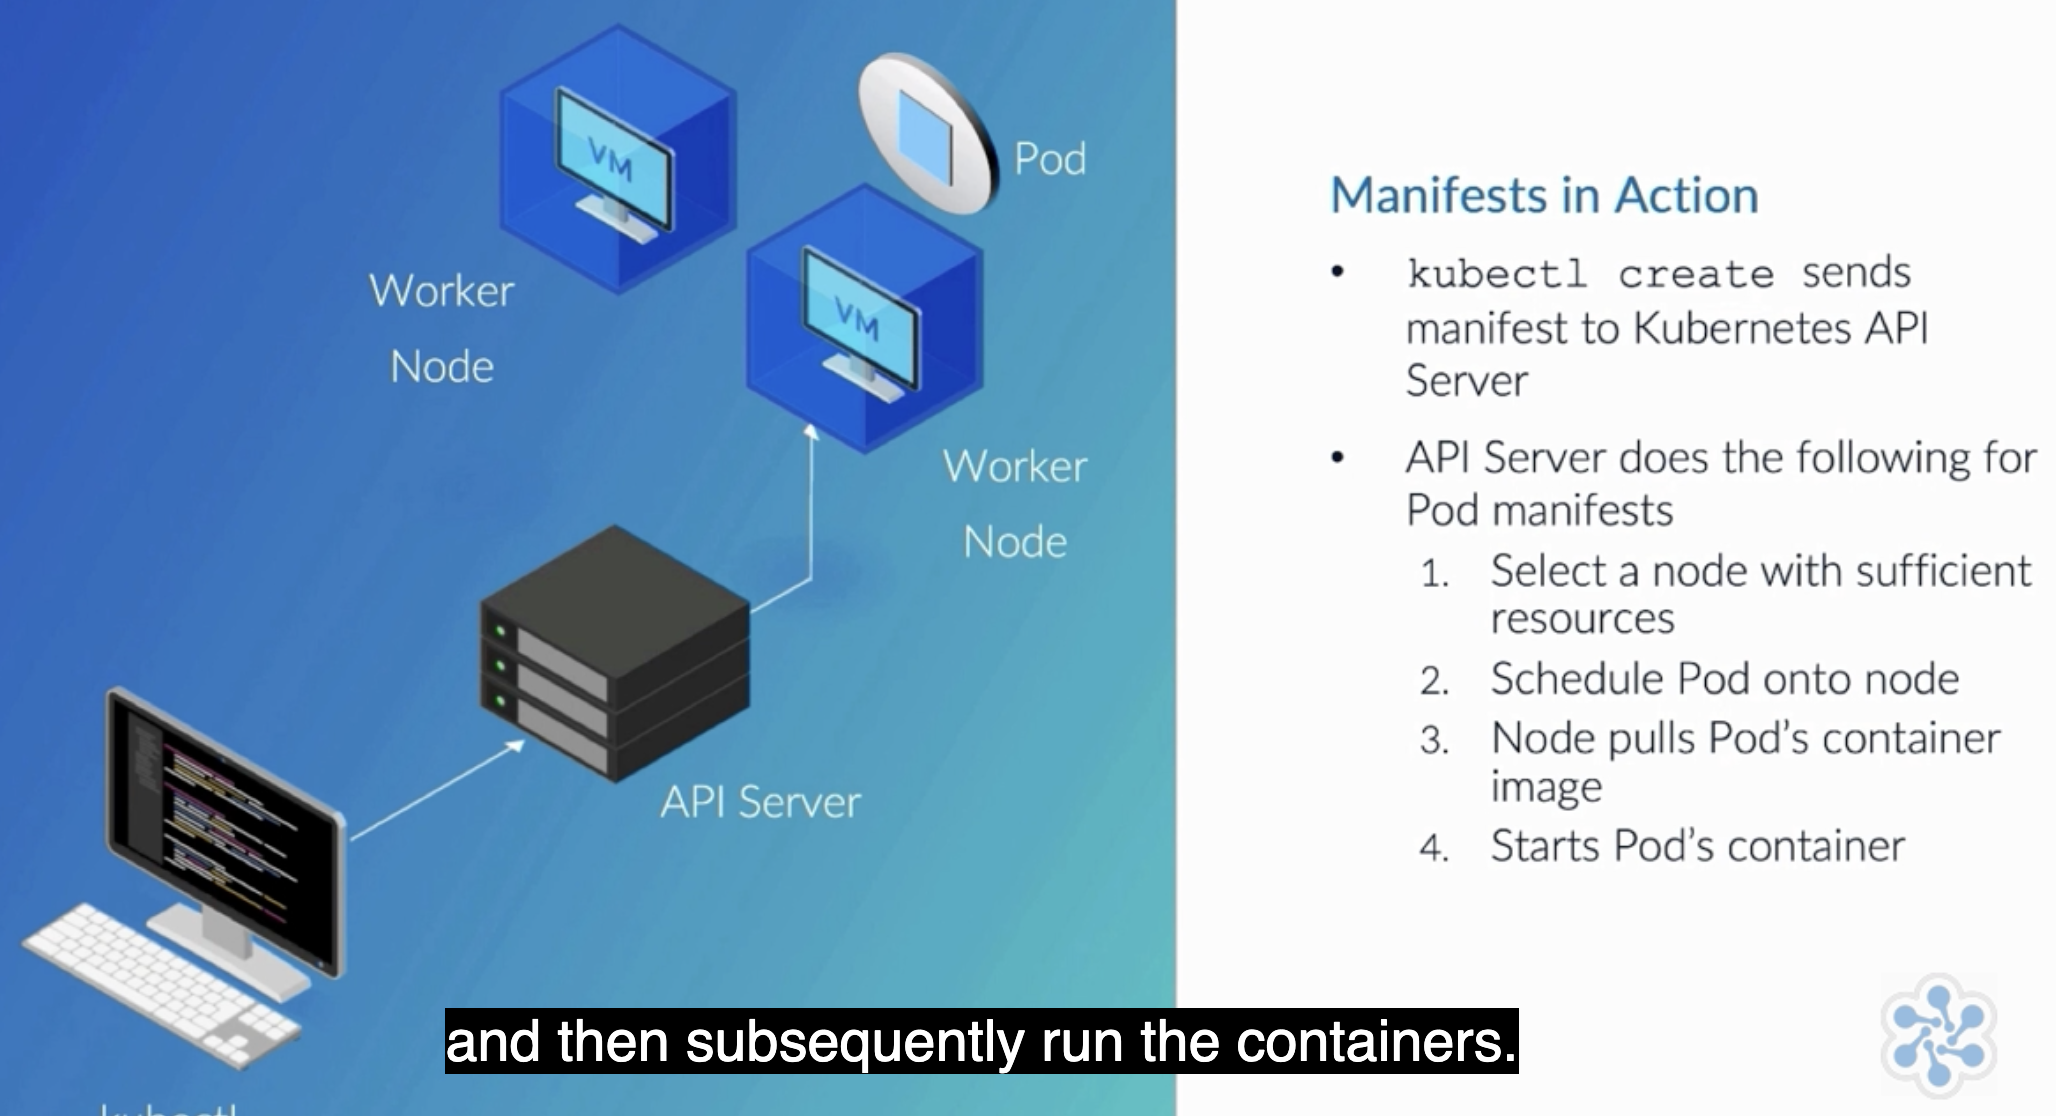 VM
Pod
VM
Worker
Node
Worker
Node
API Server
kubectl
Manifests in Action
• kubectl create sends
manifest to Kubernetes API
Server
• API Server does the following for
Pod manifests
1. Select a node with sufficient
resources
2. Schedule Pod onto node
3. Node pulls Pod's container
image
4. Starts Pod's container
and then subsequently run the containers.